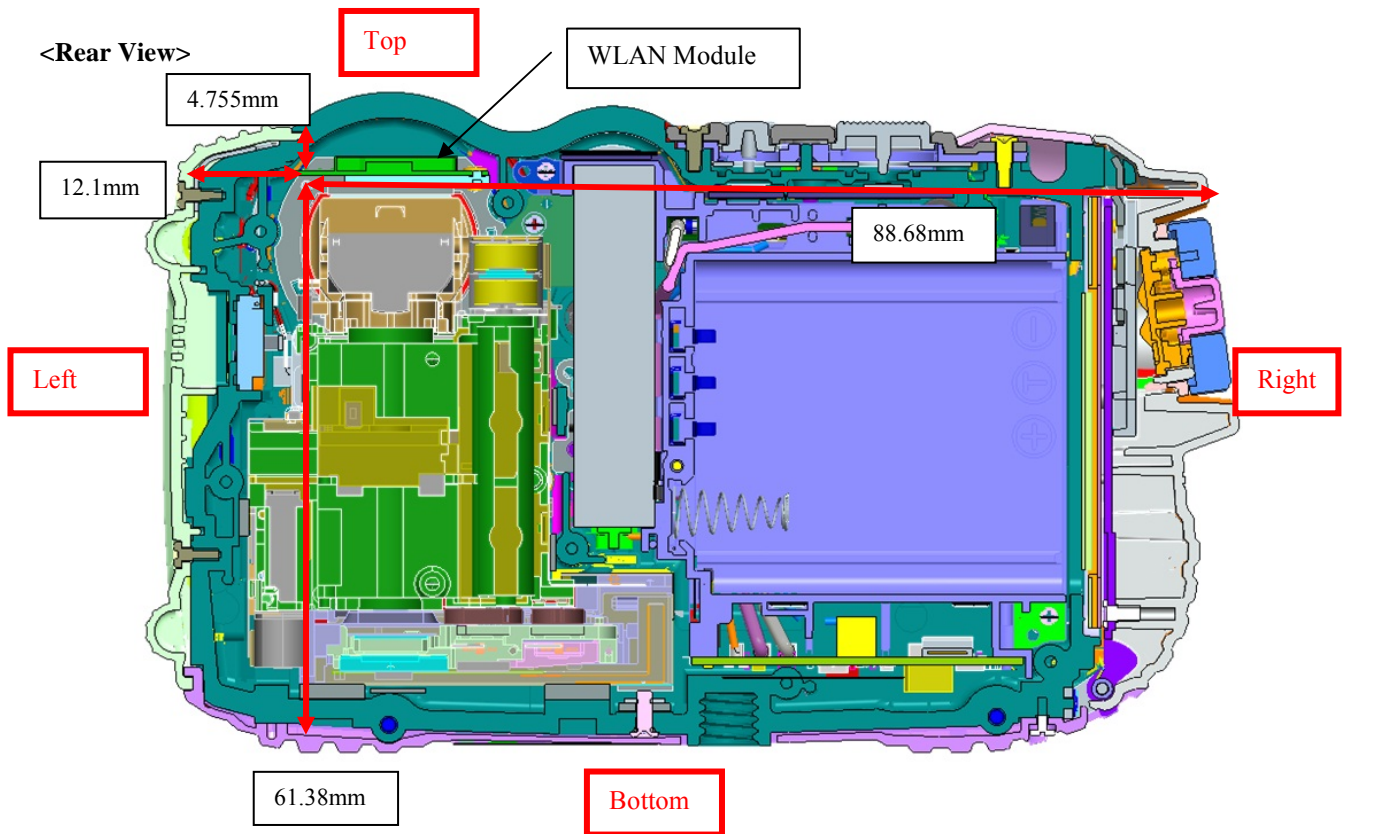 Top
<Rear View>
WLAN Module
4.755mm
12.1mm
88.68mm
Left
Right
61.38mm
Bottom